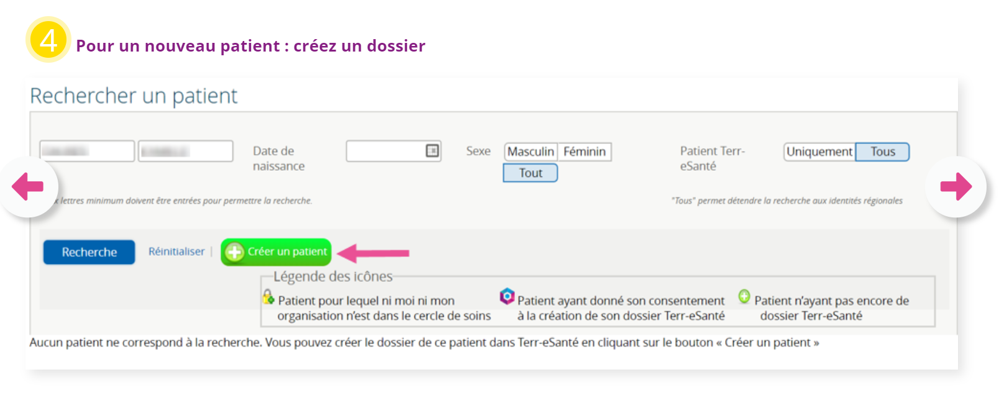 4
Pour un nouveau patient : créez un dossier
Rechercher un patient
Date de
naissance
Sexe
Masculin Féminin
Tout
Patient Terr-
eSanté
Uniquement Tous
lettres minimum doivent être entrées pour permettre la recherche.
"Tous" permet détendre la recherche aux identités régionales
Recherche Réinitialiser | Créer un patient
Légende des icônes
Patient pour lequel ni moi ni mon
organisation n'est dans le cercle de soins
Patient ayant donné son consentement
à la création de son dossier Terr-eSanté
Patient n'ayant pas encore de
dossier Terr-eSanté
Aucun patient ne correspond à la recherche. Vous pouvez créer le dossier de ce patient dans Terr-eSanté en cliquant sur le bouton « Créer un patient »